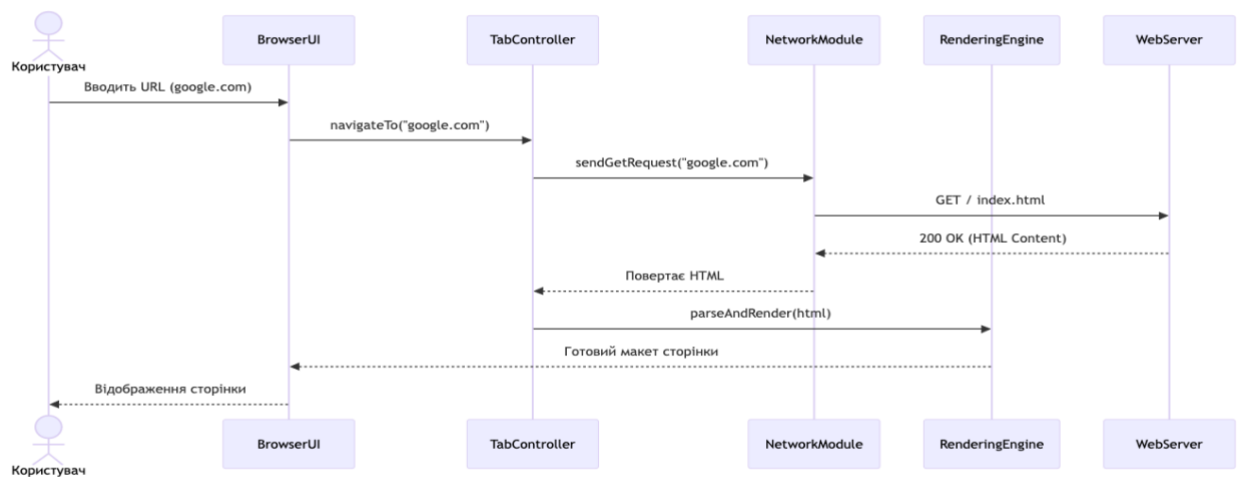 Користувач
BrowserUI
TabController
NetworkModule
RenderingEngine
WebServer
Вводить URL (google.com)
navigateTo("google.com")
sendGetRequest("google.com")
GET / index.html
200 OK (HTML Content)
Повертає HTML
parseAndRender(html)
Готовий макет сторінки
Відображення сторінки
Користувач
BrowserUI
TabController
NetworkModule
RenderingEngine
WebServer